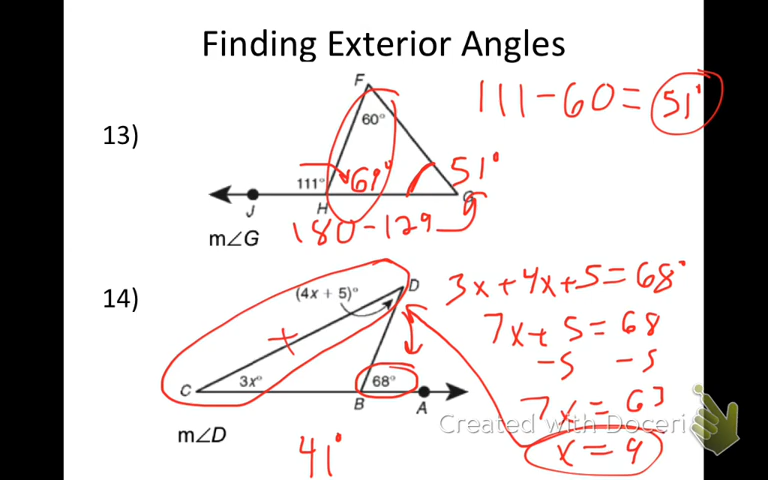 Finding Exterior Angles
111-60=51°
13)
F
60°
51°
111°
69°
J
H
G
180-129
m∠G
14)
(4x + 5)°
D
3x+4x+5=68°
7x+5=68
-5 -5
+
C
3x°
68°
B
A
7x=63
Created with Doceri
x=9
m∠D
41°